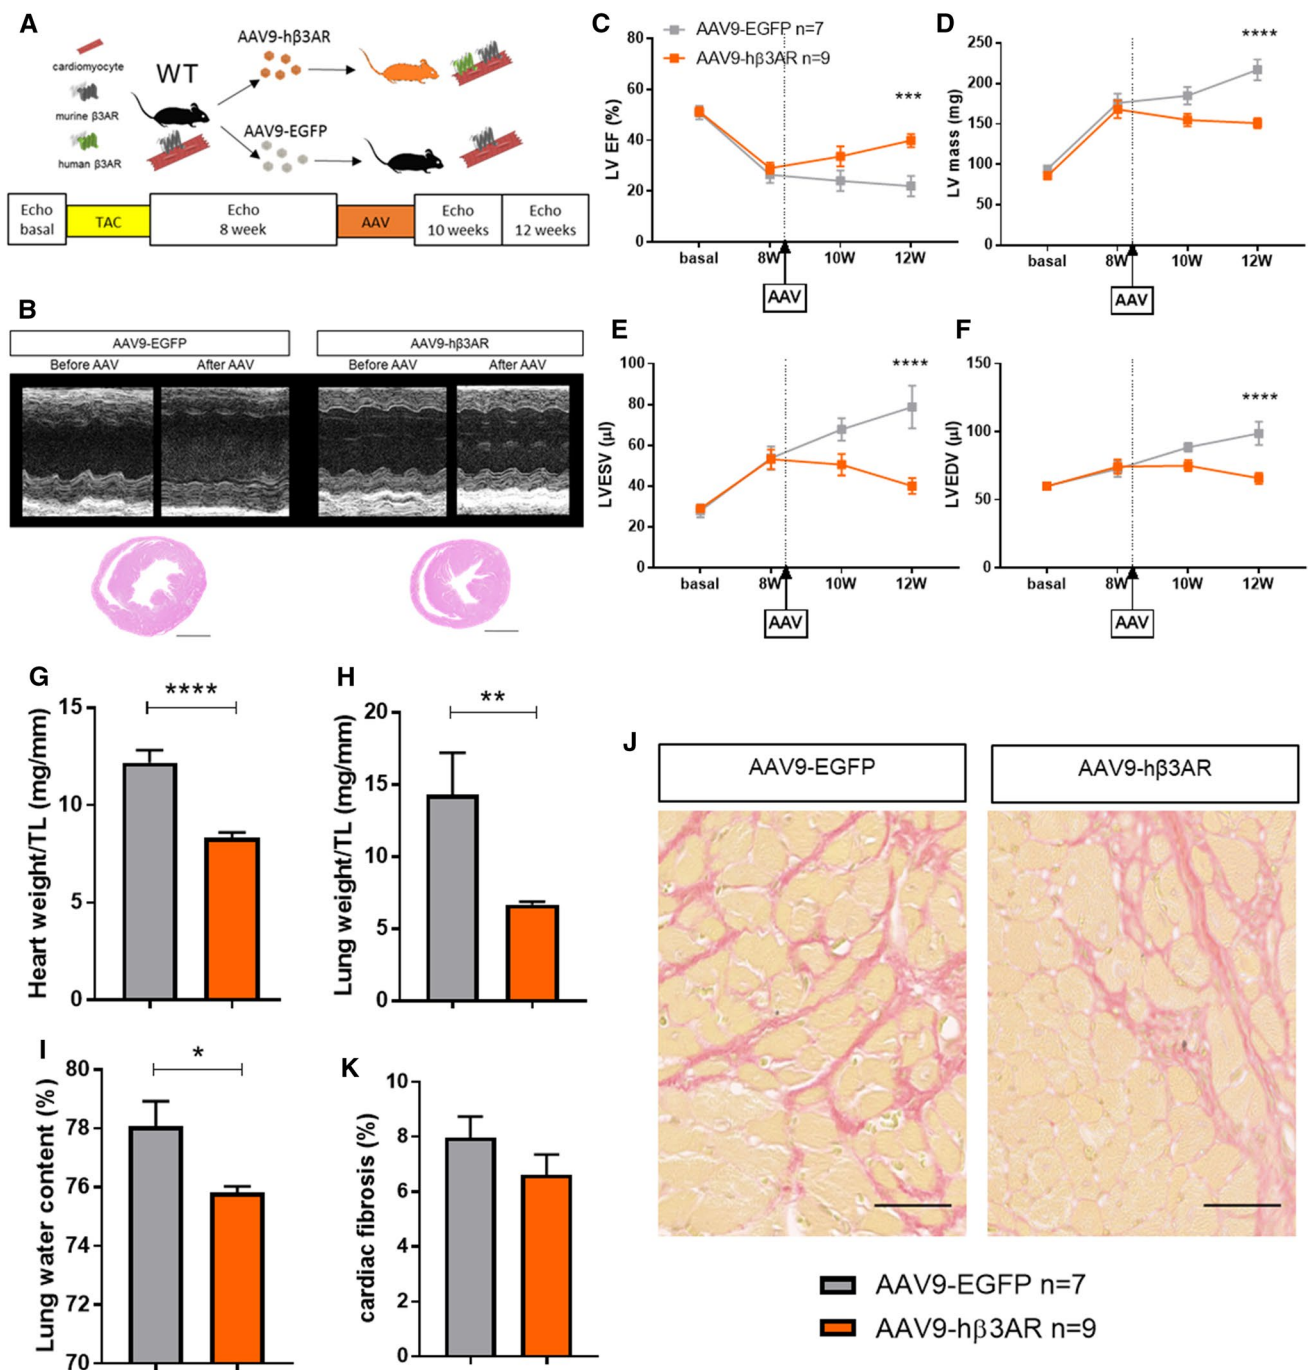 A
cardiomyocyte
murine β3AR
human β3AR
WT
AAV9-hβ3AR
AAV9-EGFP
Echo
basal
TAC
Echo
8 week
AAV
Echo
10 weeks
Echo
12 weeks
B
AAV9-EGFP
AAV9-hβ3AR
Before AAV
After AAV
Before AAV
After AAV
C
AAV9-EGFP n=7
AAV9-hβ3AR n=9
LV EF (%)
80
60
40
20
0
***
basal
8W
10W
12W
AAV
D
LV mass (mg)
250
200
150
100
50
0
****
basal
8W
10W
12W
AAV
E
LVESV (µl)
100
80
60
40
20
0
****
basal
8W
10W
12W
AAV
F
LVEDV (µl)
150
100
50
0
****
basal
8W
10W
12W
AAV
G
Heart weight/TL (mg/mm)
15
10
5
0
****
H
Lung weight/TL (mg/mm)
20
15
10
5
0
**
I
Lung water content (%)
80
78
76
74
72
70
*
K
cardiac fibrosis (%)
10
8
6
4
2
0
J
AAV9-EGFP
AAV9-hβ3AR
AAV9-EGFP n=7
AAV9-hβ3AR n=9